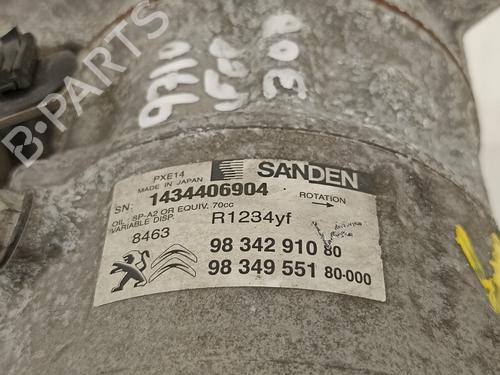 B-PARTS
9710
308
PXE14
MADE IN JAPAN
SANDEN
SN: 1434406904
ROTATION
OIL: SP-A2 OR EQUIV. 70cc
VARIABLE DISP.
R1234yf
8463
98 342 910 80
98 349 551 80-000